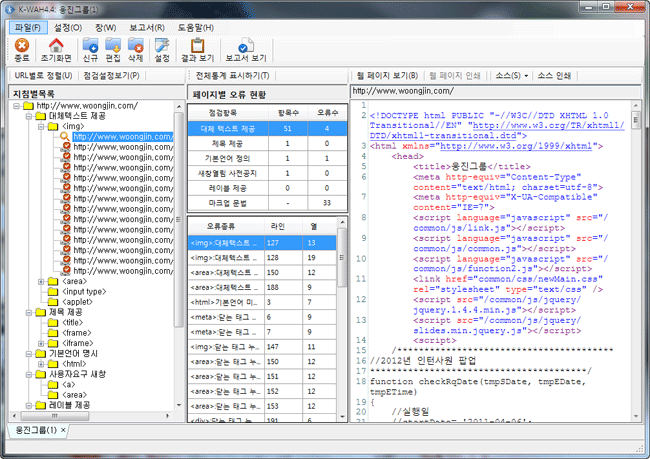 K-WAH4.4: 웅진그룹(1)
파일(F) 설정(O) 창(W) 보고서(R) 도움말(H)
종료 초기화면 신규 편집 삭제 설정 결과 보기 보고서 보기
URL별로 정렬(U) 점검설정보기(P) 전체통계 표시하기(T) 웹 페이지 보기(B) 웹 페이지 인쇄 소스(S) 소스 인쇄
지침별목록
http://www.woongjin.com/
대체텍스트 제공
<img>
http://www.woongjin.com/
http://www.woongjin.com/
http://www.woongjin.com/
http://www.woongjin.com/
http://www.woongjin.com/
http://www.woongjin.com/
http://www.woongjin.com/
http://www.woongjin.com/
http://www.woongjin.com/
http://www.woongjin.com/
http://www.woongjin.com/
http://www.woongjin.com/
http://www.woongjin.com/
http://www.woongjin.com/
<area>
<input type>
<applet>
제목 제공
<title>
<frame>
<iframe>
기본언어 명시
<html>
사용자요구 새창
<a>
<area>
레이블 제공
페이지별 오류 현황
점검항목 항목수 오류수
대체 텍스트 제공 51 4
제목 제공 1 0
기본언어 정의 1 1
새창열림 사전공지 1 0
레이블 제공 0 0
마크업 문법 - 33
오류종류 라인 열
<img>:대체텍스트 ... 127 13
<img>:대체텍스트 ... 128 19
<area>:대체텍스트 ... 150 12
<area>:대체텍스트 ... 188 9
<html>기본언어 미... 3 7
<meta>:닫는 태그 ... 6 9
<meta>:닫는 태그 ... 7 9
<img>:닫는 태그 누... 147 11
<area>:닫는 태그 누... 150 12
<area>:닫는 태그 누... 151 12
<area>:닫는 태그 누... 152 12
<area>:닫는 태그 누... 153 12
<div>:닫는 태그 누... 191 6
http://www.woongjin.com/
1
2 <!DOCTYPE html PUBLIC "-//W3C//DTD XHTML 1.0
Transitional//EN" "http://www.w3.org/TR/xhtml1/
DTD/xhtml1-transitional.dtd">
3 <html xmlns="http://www.w3.org/1999/xhtml">
4 <head>
5 <title>웅진그룹</title>
6 <meta http-equiv="Content-Type"
content="text/html; charset=utf-8">
7 <meta http-equiv="X-UA-Compatible"
content="IE=7">
8 <script language="javascript" src="/
common/js/link.js"></script>
9 <script language="javascript" src="/
common/js/common.js"></script>
10 <script language="javascript" src="/
common/js/function2.js"></script>
11 <link href="common/css/newMain.css"
rel="stylesheet" type="text/css" />
12 <script src="/common/js/jquery/
jquery.1.4.4.min.js"></script>
13 <script src="/common/js/jquery/
slides.min.jquery.js"></script>
14 <script>
15 /*******************************************
16 //2012년 인턴사원 팝업
17 *******************************************/
18 function checkRqDate(tmpSDate, tmpEDate,
tmpETime)
19 {
20 //실행일
21 //startDate= '2011-04-06';
웅진그룹(1)